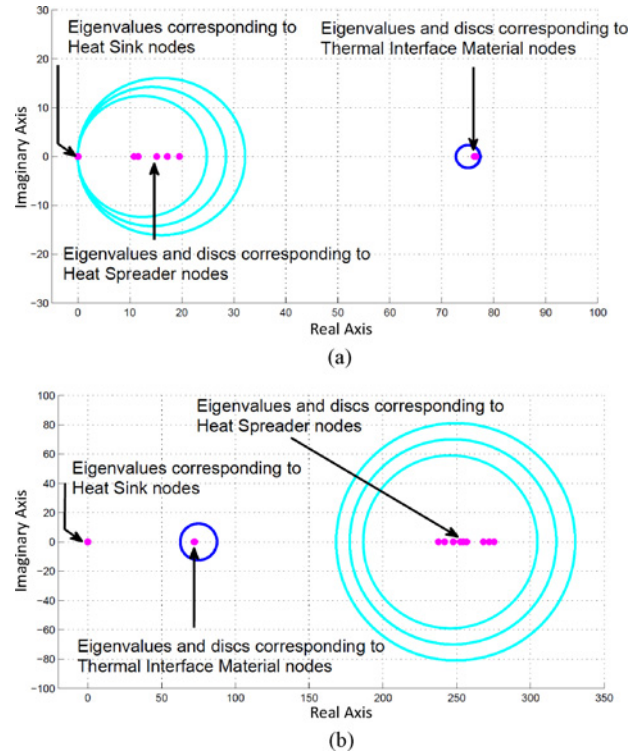 Eigenvalues corresponding to
Heat Sink nodes
Eigenvalues and discs corresponding to
Thermal Interface Material nodes
30
20
10
0
-10
-20
-30
Imaginary Axis
Eigenvalues and discs corresponding to
Heat Spreader nodes
0 10 20 30 40 50 60 70 80 90 100
Real Axis
(a)
Eigenvalues and discs corresponding to
Heat Spreader nodes
Eigenvalues corresponding to
Heat Sink nodes
100
80
60
40
20
0
-20
-40
-60
-80
-100
Imaginary Axis
Eigenvalues and discs corresponding to
Thermal Interface Material nodes
0 50 100 150 200 250 300 350
Real Axis
(b)